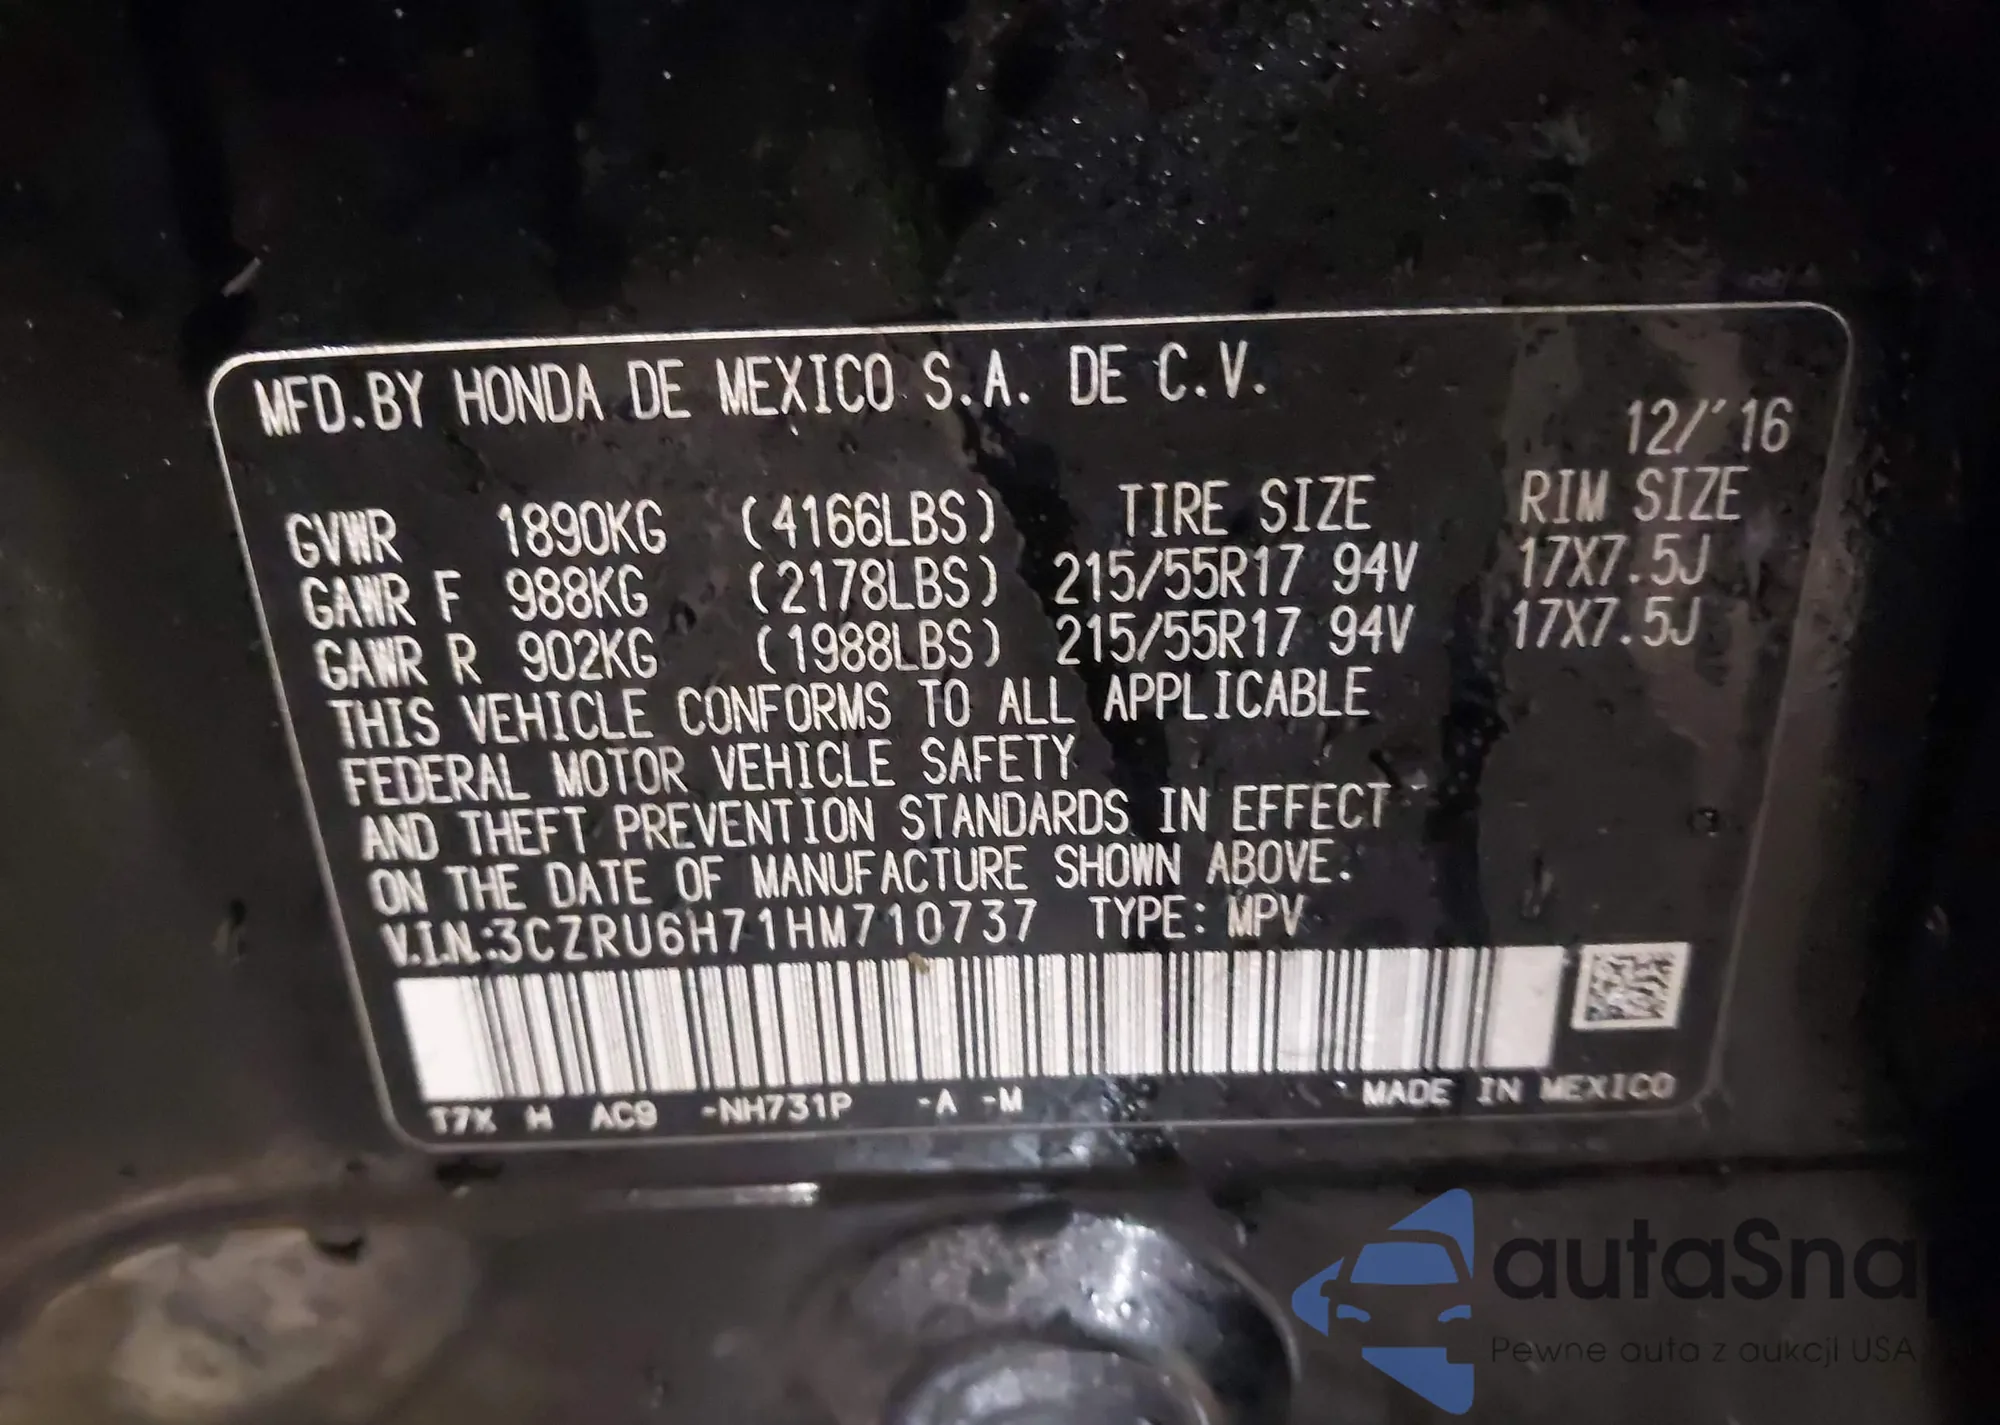 MFD.BY HONDA DE MEXICO S.A. DE C.V.
12/'16
GVWR 1890KG (4166LBS) TIRE SIZE RIM SIZE
GAWR F 988KG (2178LBS) 215/55R17 94V 17X7.5J
GAWR R 902KG (1988LBS) 215/55R17 94V 17X7.5J
THIS VEHICLE CONFORMS TO ALL APPLICABLE
FEDERAL MOTOR VEHICLE SAFETY
AND THEFT PREVENTION STANDARDS IN EFFECT
ON THE DATE OF MANUFACTURE SHOWN ABOVE.
V.I.N.:3CZRU6H71HM710737 TYPE: MPV
T7X H AC9 -NH731P -A -M MADE IN MEXICO
autaSna
Pewne auta z aukcji USA